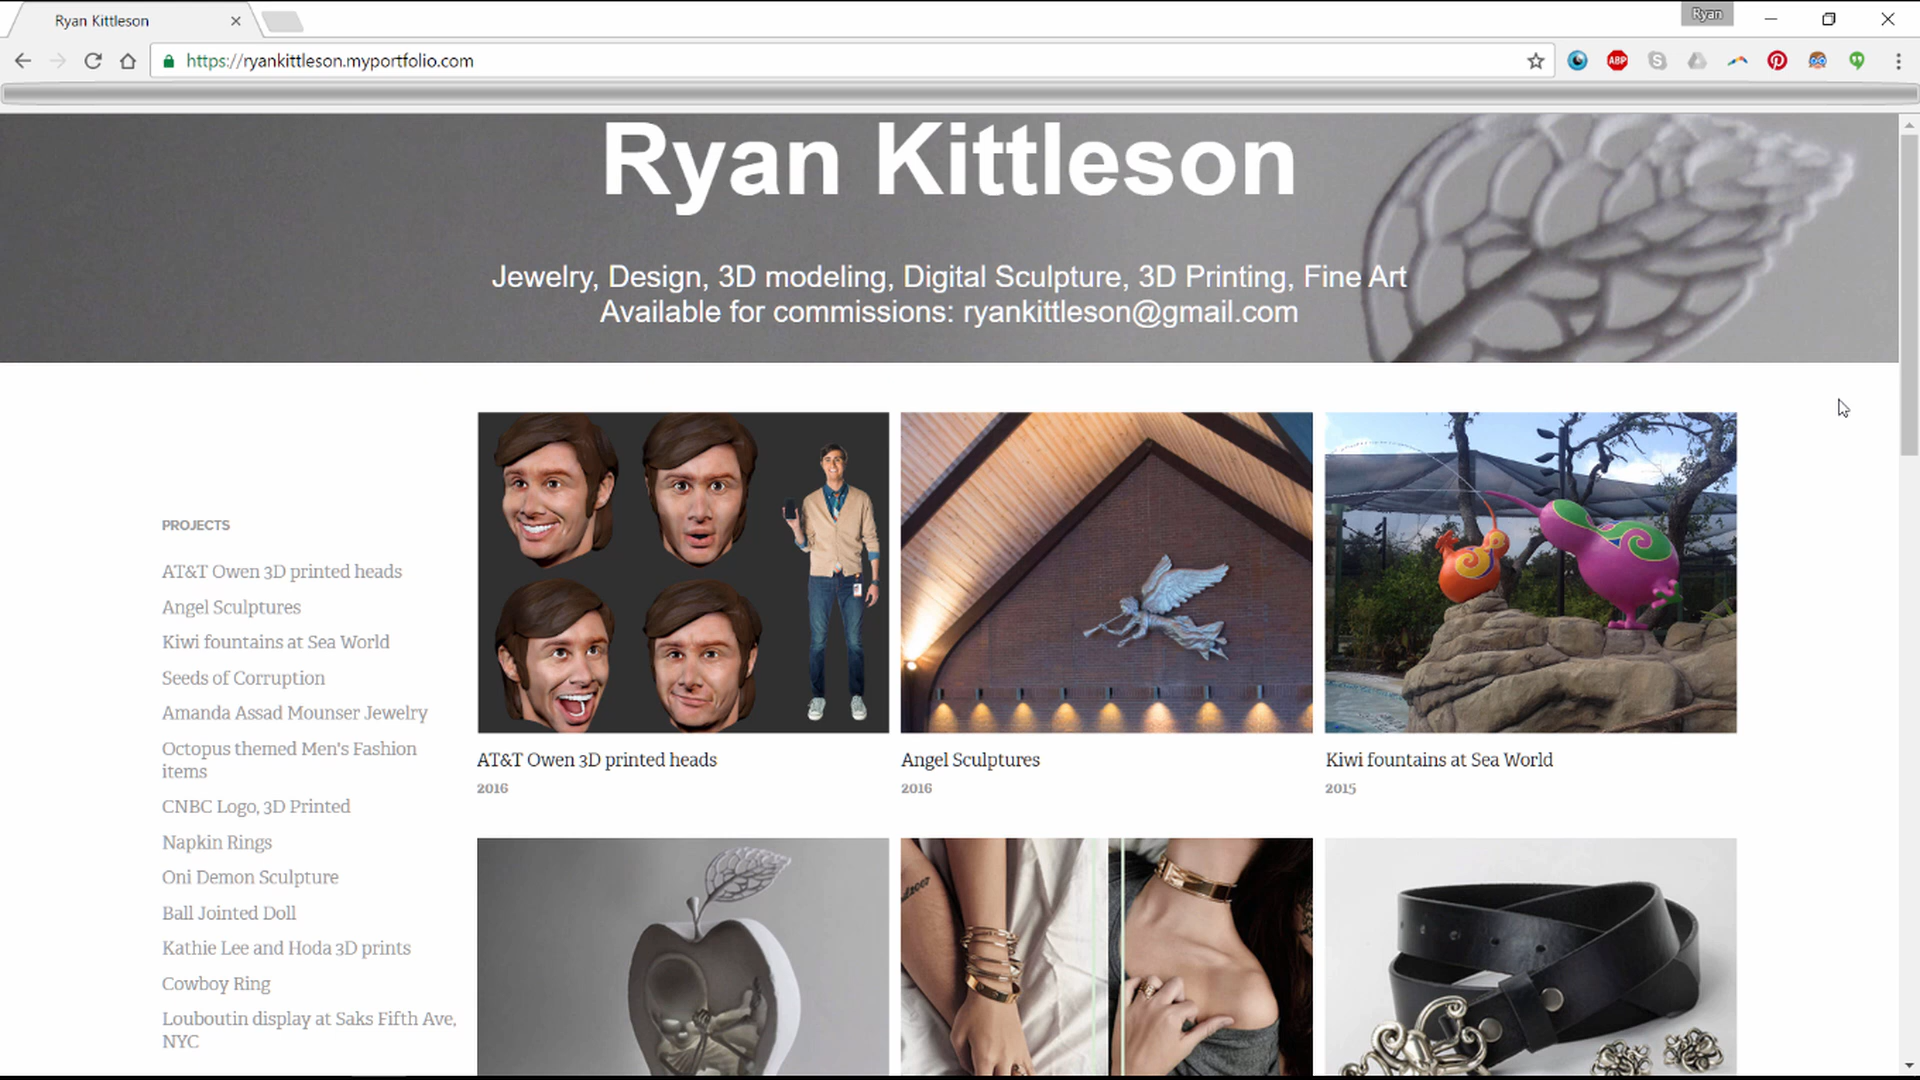 Ryan Kittleson
Ryan
https://ryankittleson.myportfolio.com
ABP
Ryan Kittleson
Jewelry, Design, 3D modeling, Digital Sculpture, 3D Printing, Fine Art
Available for commissions: ryankittleson@gmail.com
PROJECTS
AT&T Owen 3D printed heads
Angel Sculptures
Kiwi fountains at Sea World
Seeds of Corruption
Amanda Assad Mounser Jewelry
Octopus themed Men's Fashion
items
CNBC Logo, 3D Printed
Napkin Rings
Oni Demon Sculpture
Ball Jointed Doll
Kathie Lee and Hoda 3D prints
Cowboy Ring
Louboutin display at Saks Fifth Ave,
NYC
AT&T Owen 3D printed heads
2016
Angel Sculptures
2016
Kiwi fountains at Sea World
2015